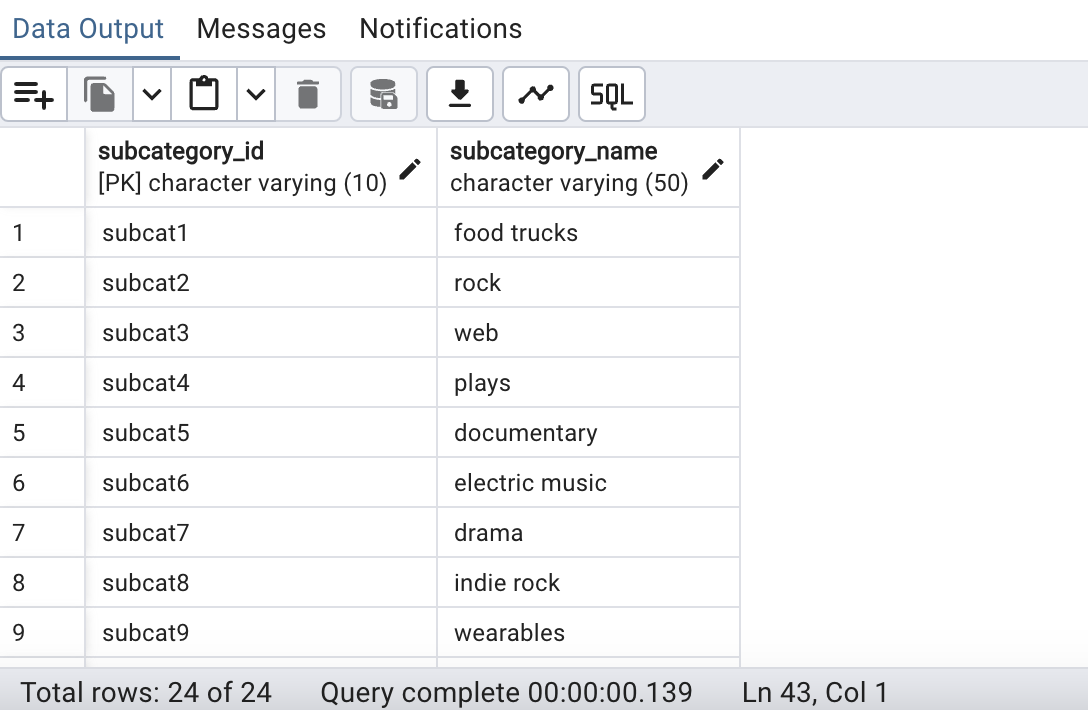 Data Output Messages Notifications
SQL
subcategory_id subcategory_name
[PK] character varying (10) character varying (50)
1 subcat1 food trucks
2 subcat2 rock
3 subcat3 web
4 subcat4 plays
5 subcat5 documentary
6 subcat6 electric music
7 subcat7 drama
8 subcat8 indie rock
9 subcat9 wearables
Total rows: 24 of 24 Query complete 00:00:00.139 Ln 43, Col 1